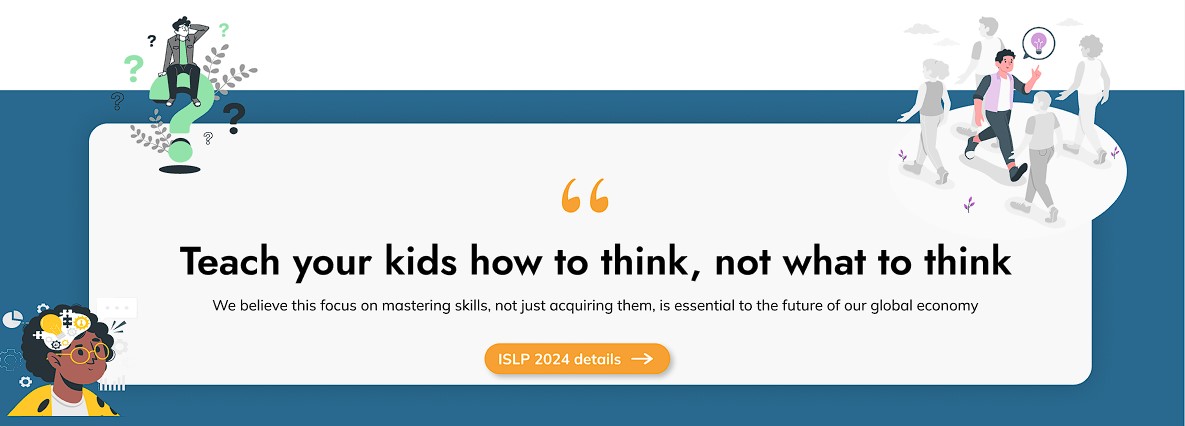 Teach your kids how to think, not what to think
We believe this focus on mastering skills, not just acquiring them, is essential to the future of our global economy
ISLP 2024 details